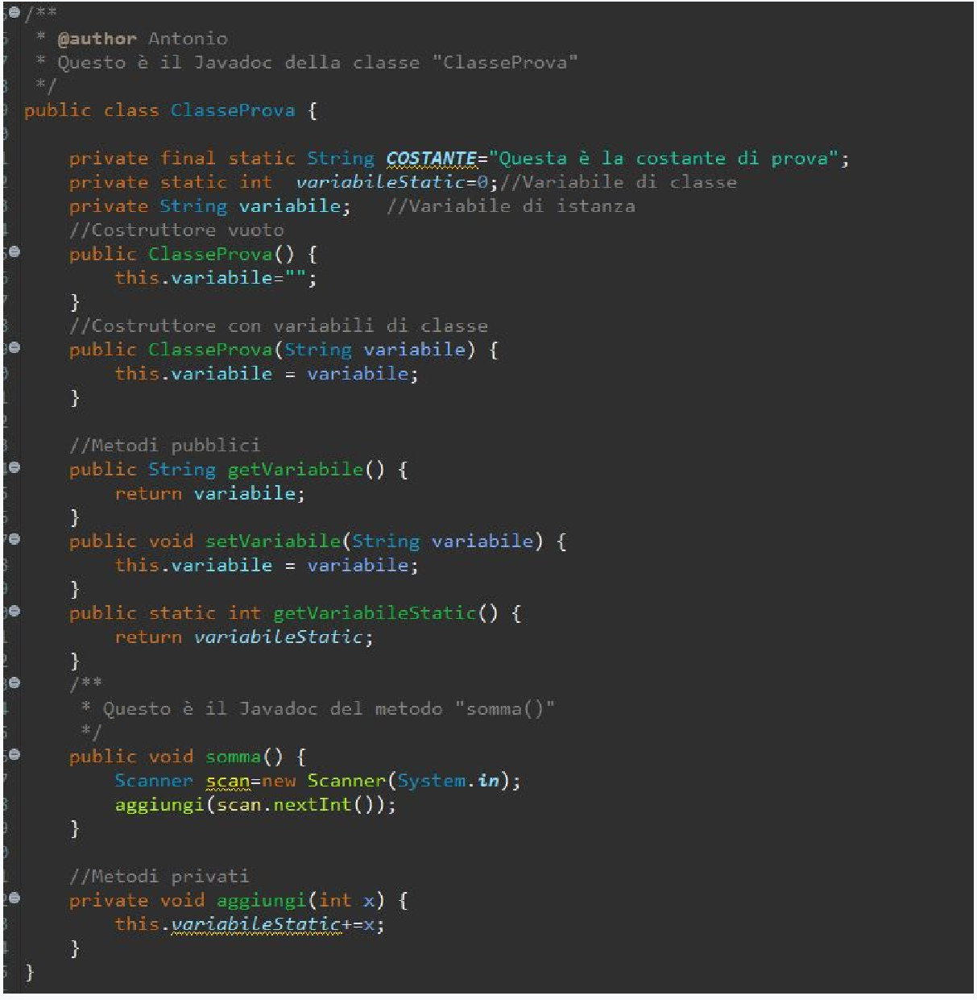 /**
 * @author Antonio
 * Questo è il Javadoc della classe "ClasseProva"
 */
public class ClasseProva {

    private final static String COSTANTE="Questa è la costante di prova";
    private static int  variabileStatic=0;//Variabile di classe
    private String variabile;   //Variabile di istanza
    //Costruttore vuoto
    public ClasseProva() {
        this.variabile="";
    }
    //Costruttore con variabili di classe
    public ClasseProva(String variabile) {
        this.variabile = variabile;
    }

    //Metodi pubblici
    public String getVariabile() {
        return variabile;
    }
    public void setVariabile(String variabile) {
        this.variabile = variabile;
    }
    public static int getVariabileStatic() {
        return variabileStatic;
    }
    /**
     * Questo è il Javadoc del metodo "somma()"
     */
    public void somma() {
        Scanner scan=new Scanner(System.in);
        aggiungi(scan.nextInt());
    }

    //Metodi privati
    private void aggiungi(int x) {
        this.variabileStatic+=x;
    }
}